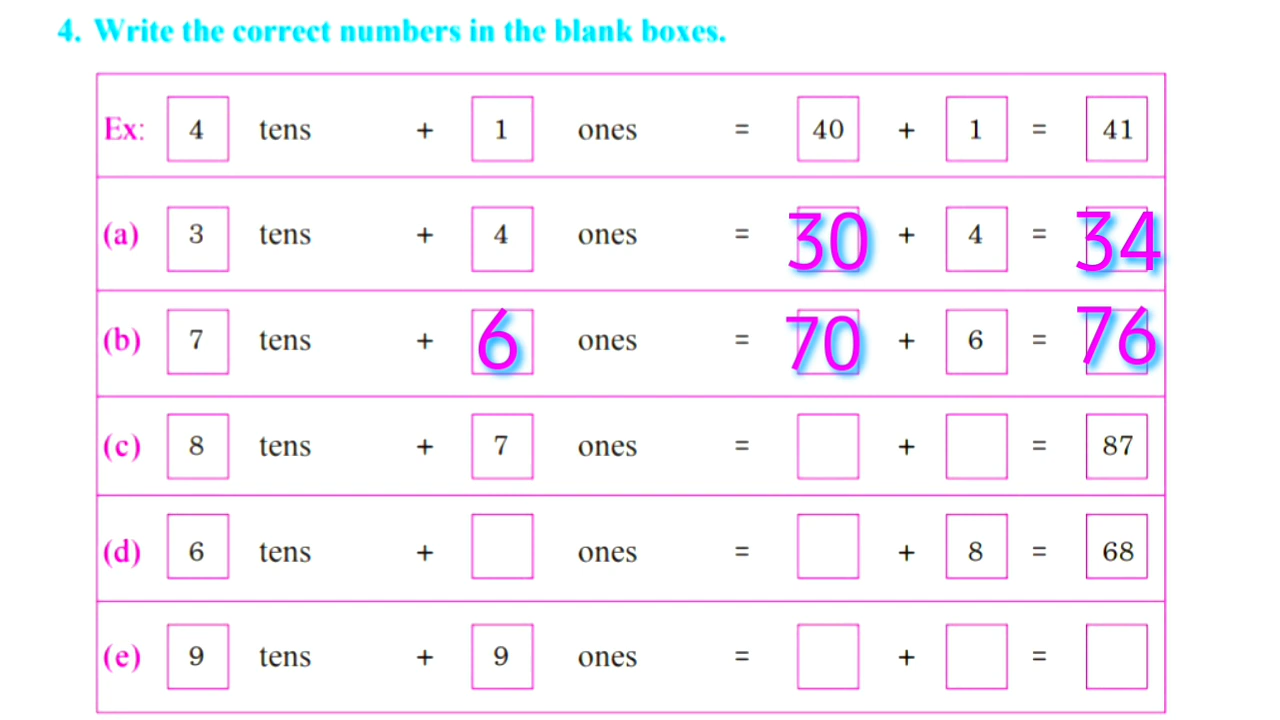 4. Write the correct numbers in the blank boxes.
Ex: 4 tens + 1 ones = 40 + 1 = 41
(a) 3 tens + 4 ones = 30 + 4 = 34
(b) 7 tens + 6 ones = 70 + 6 = 76
(c) 8 tens + 7 ones = + = 87
(d) 6 tens + ones = + 8 = 68
(e) 9 tens + 9 ones = + =